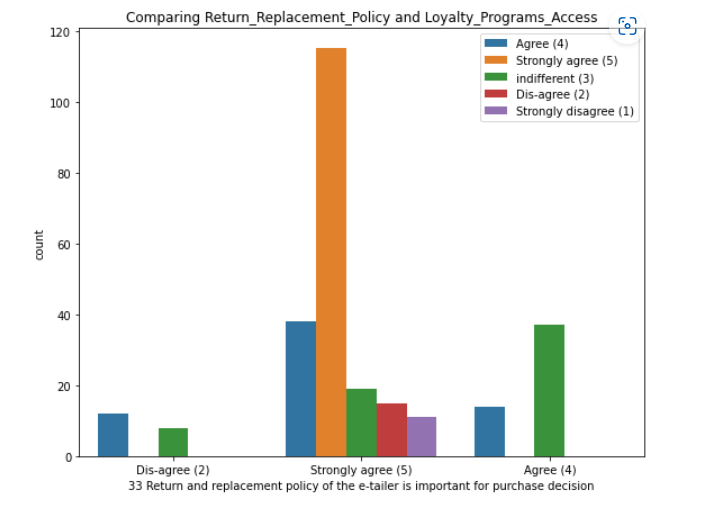 Comparing Return_Replacement_Policy and Loyalty_Programs_Access
120
100
80
60
40
20
0
count
Agree (4)
Strongly agree (5)
indifferent (3)
Dis-agree (2)
Strongly disagree (1)
Dis-agree (2)
Strongly agree (5)
Agree (4)
33 Return and replacement policy of the e-tailer is important for purchase decision